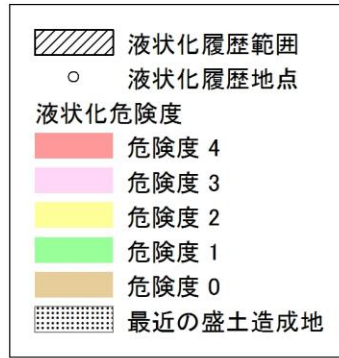 液状化履歴範囲
液状化履歴地点
液状化危険度
危険度 4
危険度 3
危険度 2
危険度 1
危険度 0
最近の盛土造成地